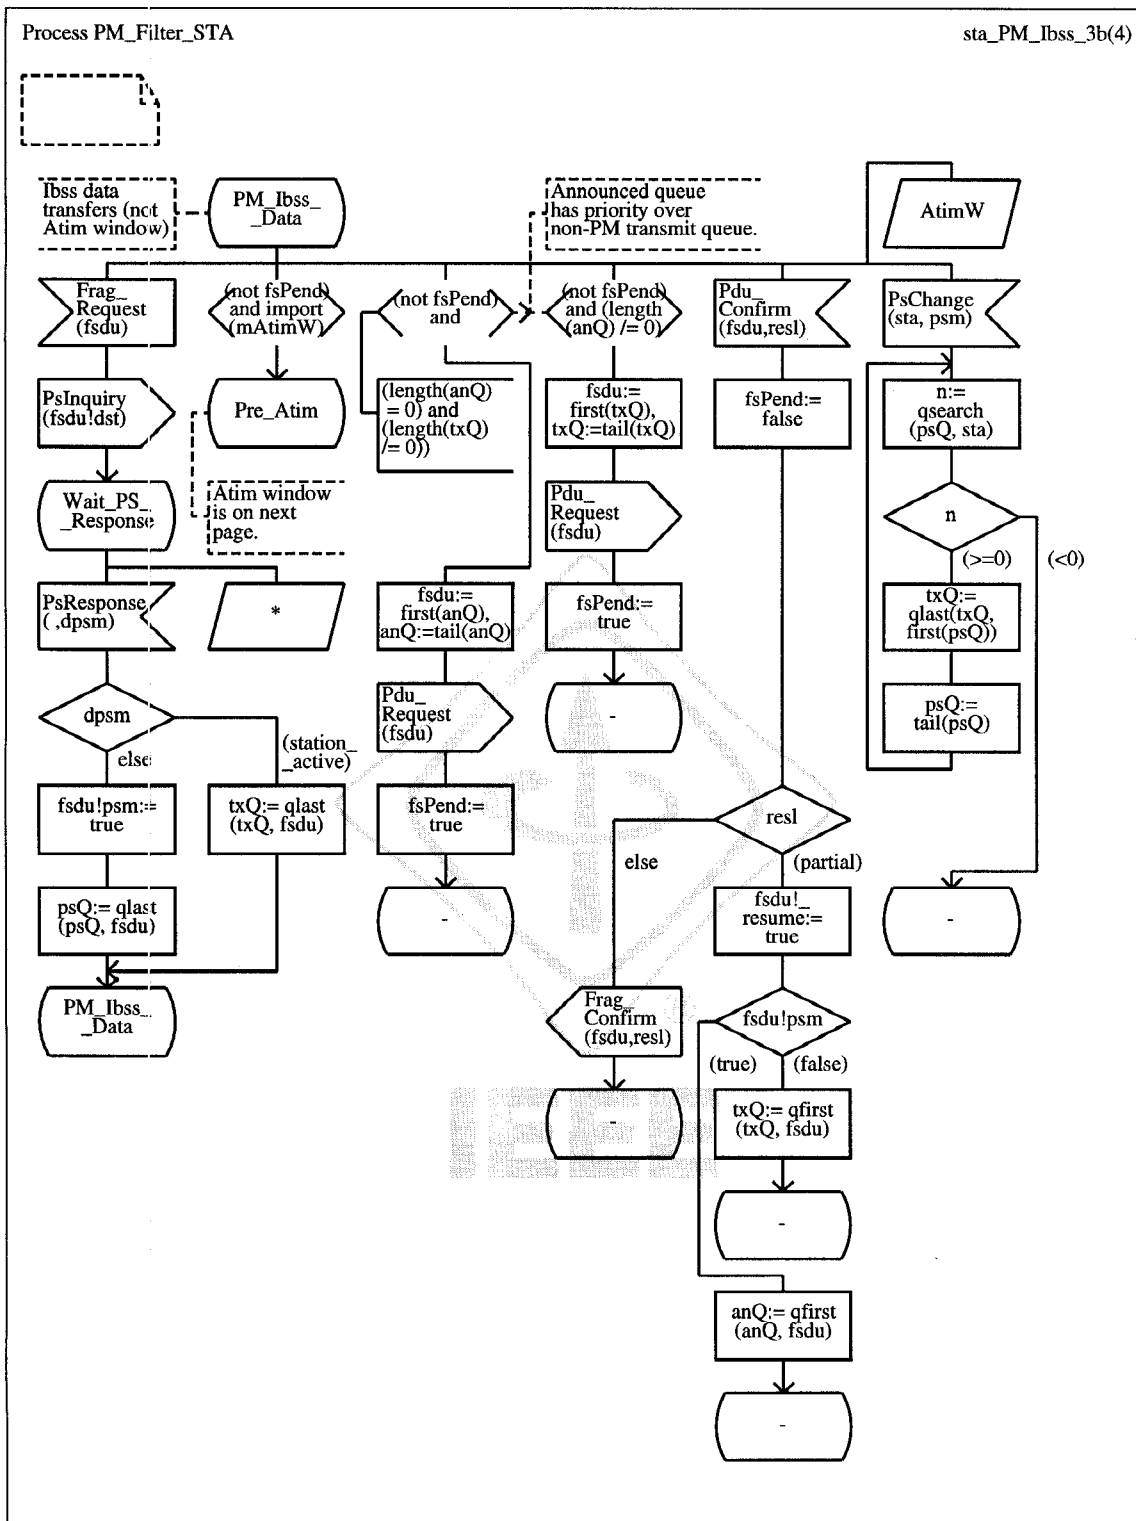 Process PM_Filter_STA
sta_PM_Ibss_3b(4)
Ibss data
transfers (not
Atim window)
PM_Ibss_
_Data
Announced queue
has priority over
non-PM transmit queue.
AtimW
Frag_
Request
(fsdu)
(not fsPend)
and import
(mAtimW)
(not fsPend)
and
(not fsPend)
and (length
(anQ) /= 0)
Pdu_
Confirm
(fsdu,resl)
PsChange
(sta, psm)
PsInquiry
(fsdu!dst)
Pre_Atim
(length(anQ)
= 0) and
(length(txQ)
/= 0))
fsdu:=
first(txQ),
txQ:=tail(txQ)
fsPend:=
false
n:=
qsearch
(psQ, sta)
Wait_PS_
_Response
Atim window
is on next
page.
Pdu_
Request
(fsdu)
n
(>=0)
(<0)
PsResponse
( ,dpsm)
*
fsdu:=
first(anQ),
anQ:=tail(anQ)
fsPend:=
true
txQ:=
qlast(txQ,
first(psQ))
dpsm
else
(station_
_active)
Pdu_
Request
(fsdu)
-
psQ:=
tail(psQ)
fsdu!psm:=
true
txQ:= qlast
(txQ, fsdu)
fsPend:=
true
resl
else
(partial)
psQ:= qlast
(psQ, fsdu)
-
fsdu!_
resume:=
true
-
PM_Ibss_
_Data
Frag_
Confirm
(fsdu,resl)
fsdu!psm
(true)
(false)
-
txQ:= qfirst
(txQ, fsdu)
-
anQ:= qfirst
(anQ, fsdu)
-
IEEE